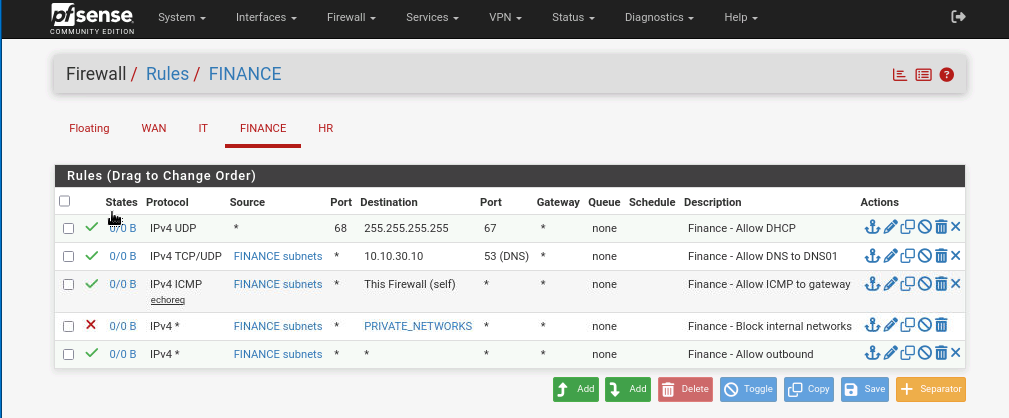 pfsense
COMMUNITY EDITION
System Interfaces Firewall Services VPN Status Diagnostics Help
Firewall / Rules / FINANCE
Floating WAN IT FINANCE HR
Rules (Drag to Change Order)
States Protocol Source Port Destination Port Gateway Queue Schedule Description Actions
0/0 B IPv4 UDP * 68 255.255.255.255 67 * none Finance - Allow DHCP
0/0 B IPv4 TCP/UDP FINANCE subnets * 10.10.30.10 53 (DNS) * none Finance - Allow DNS to DNS01
0/0 B IPv4 ICMP FINANCE subnets * This Firewall (self) * * none Finance - Allow ICMP to gateway
echoreq
0/0 B IPv4 * FINANCE subnets * PRIVATE_NETWORKS * * none Finance - Block internal networks
0/0 B IPv4 * FINANCE subnets * * * * none Finance - Allow outbound
Add Add Delete Toggle Copy Save Separator